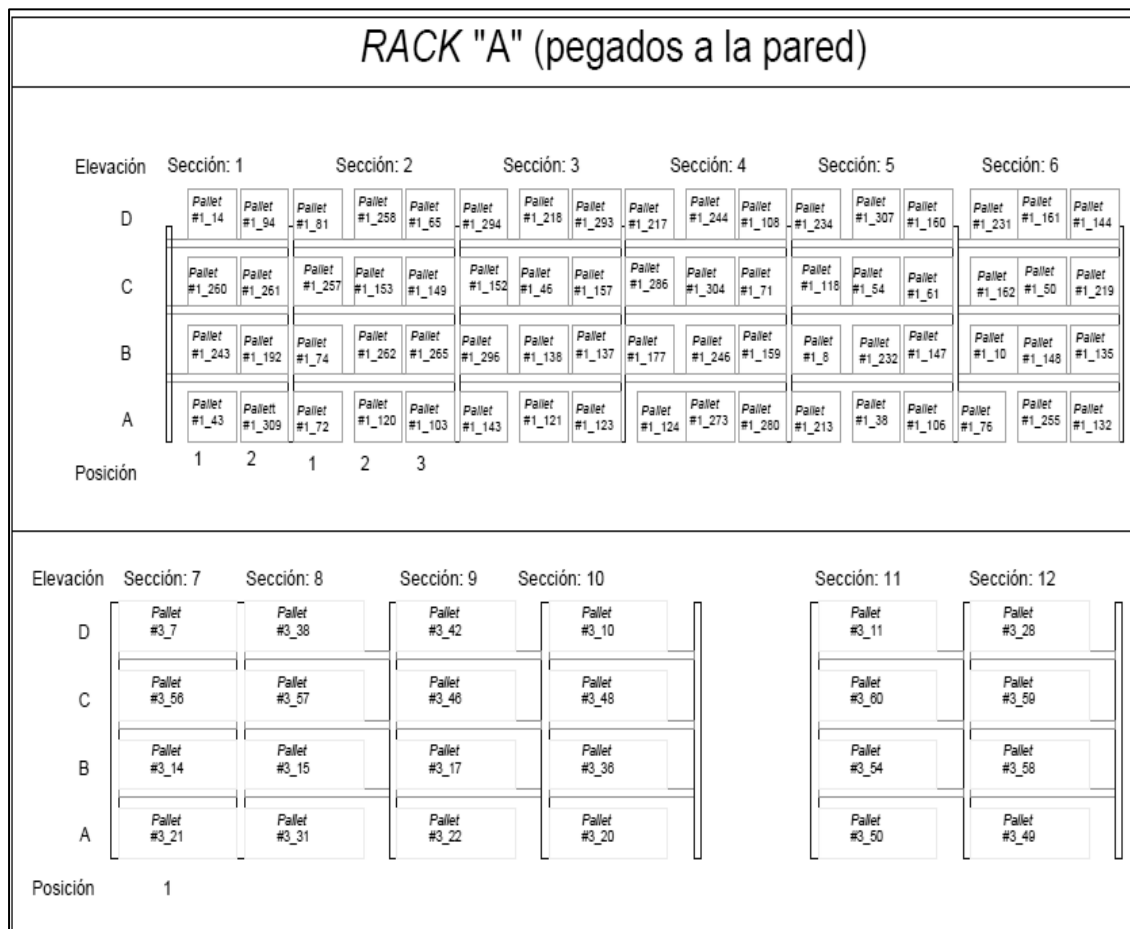 RACK "A" (pegados a la pared)
Elevación Sección: 1 Sección: 2 Sección: 3 Sección: 4 Sección: 5 Sección: 6
D
Pallet Pallet Pallet Pallet Pallet Pallet Pallet Pallet Pallet Pallet Pallet Pallet Pallet Pallet Pallet Pallet Pallet
#1_14 #1_94 #1_81 #1_258 #1_65 #1_294 #1_218 #1_293 #1_217 #1_244 #1_108 #1_234 #1_307 #1_160 #1_231 #1_161 #1_144
C
Pallet Pallet Pallet Pallet Pallet Pallet Pallet Pallet Pallet Pallet Pallet Pallet Pallet Pallet Pallet Pallet Pallet
#1_260 #1_261 #1_257 #1_153 #1_149 #1_152 #1_46 #1_157 #1_286 #1_304 #1_71 #1_118 #1_54 #1_61 #1_162 #1_50 #1_219
B
Pallet Pallet Pallet Pallet Pallet Pallet Pallet Pallet Pallet Pallet Pallet Pallet Pallet Pallet Pallet Pallet Pallet
#1_243 #1_192 #1_74 #1_262 #1_265 #1_296 #1_138 #1_137 #1_177 #1_246 #1_159 #1_8 #1_232 #1_147 #1_10 #1_148 #1_135
A
Pallet Pallett Pallet Pallet Pallet Pallet Pallet Pallet Pallet Pallet Pallet Pallet Pallet Pallet Pallet Pallet Pallet
#1_43 #1_309 #1_72 #1_120 #1_103 #1_143 #1_121 #1_123 #1_124 #1_273 #1_280 #1_213 #1_38 #1_106 #1_76 #1_255 #1_132
Posición 1 2 1 2 3
Elevación Sección: 7 Sección: 8 Sección: 9 Sección: 10 Sección: 11 Sección: 12
D
Pallet Pallet Pallet Pallet Pallet Pallet
#3_7 #3_38 #3_42 #3_10 #3_11 #3_28
C
Pallet Pallet Pallet Pallet Pallet Pallet
#3_56 #3_57 #3_46 #3_48 #3_60 #3_59
B
Pallet Pallet Pallet Pallet Pallet Pallet
#3_14 #3_15 #3_17 #3_36 #3_54 #3_58
A
Pallet Pallet Pallet Pallet Pallet Pallet
#3_21 #3_31 #3_22 #3_20 #3_50 #3_49
Posición 1